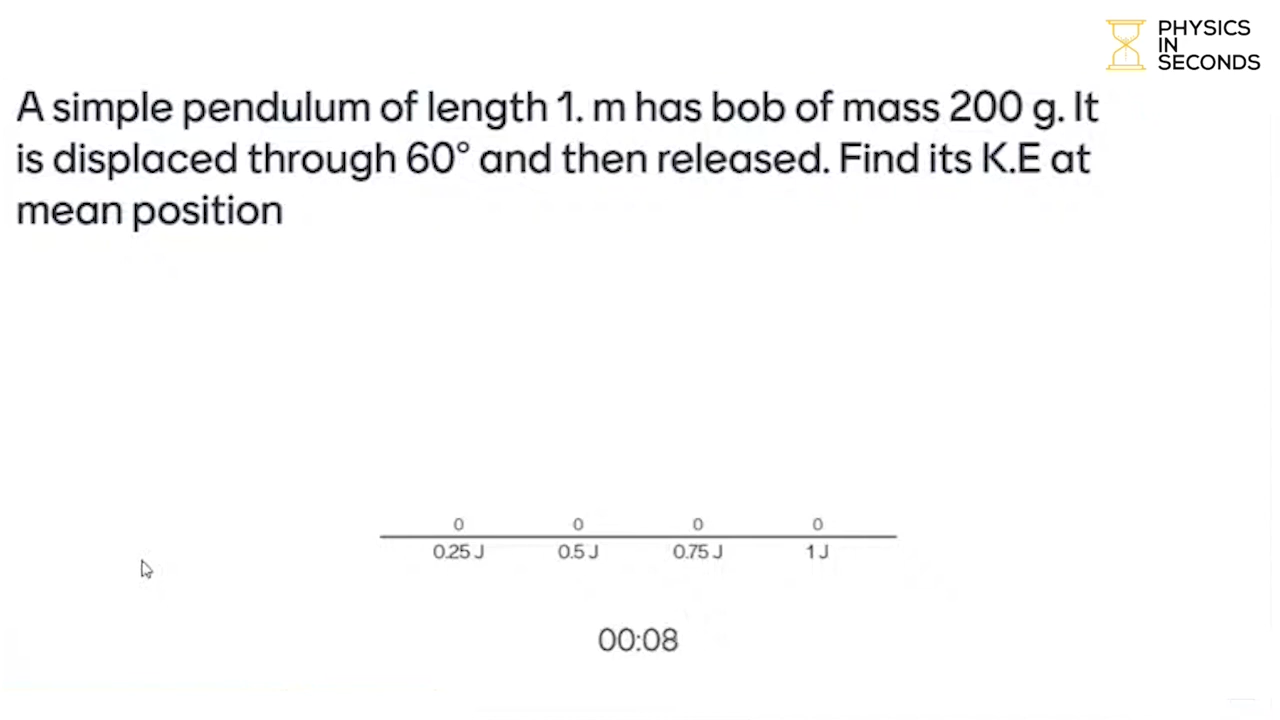 PHYSICS
IN
SECONDS
A simple pendulum of length 1. m has bob of mass 200 g. It
is displaced through 60° and then released. Find its K.E at
mean position
0 0 0 0
0.25 J 0.5 J 0.75 J 1 J
00:08